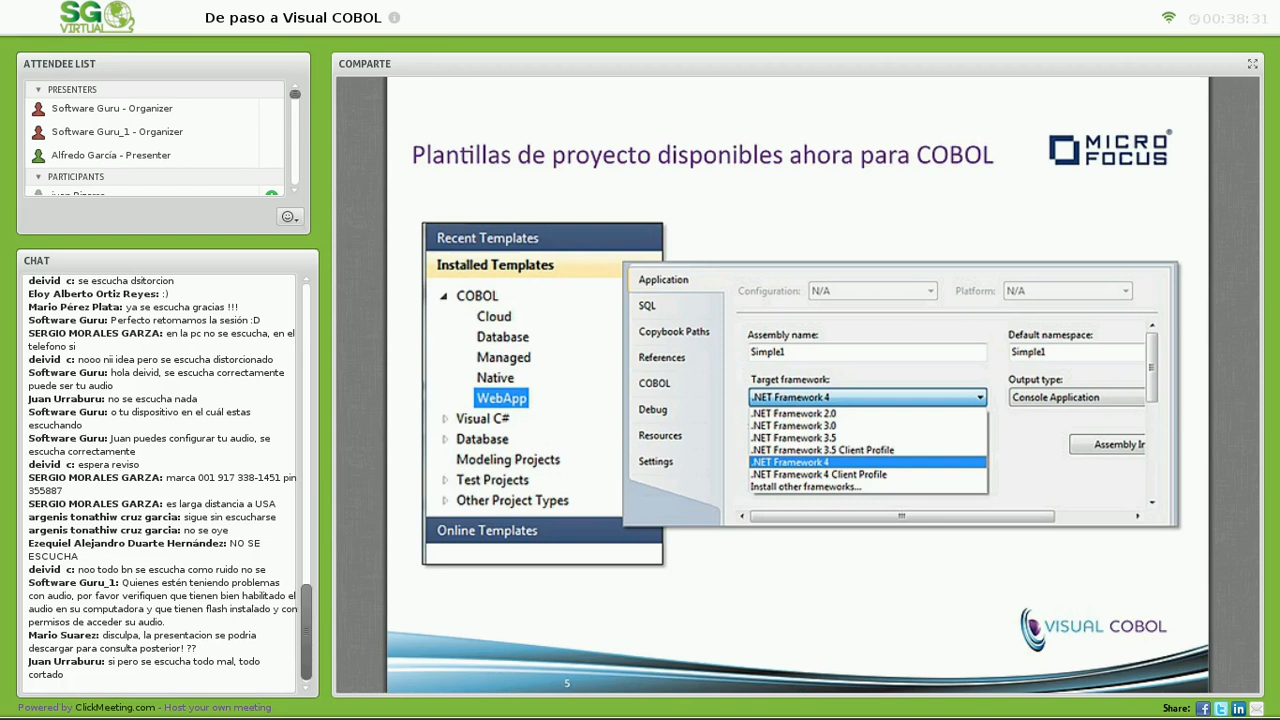 SG
VIRTUAL
De paso a Visual COBOL
00:38:31
ATTENDEE LIST
PRESENTERS
Software Guru - Organizer
Software Guru_1 - Organizer
Alfredo García - Presenter
PARTICIPANTS
CHAT
deivid c: se escucha dsitorcion
Eloy Alberto Ortiz Reyes: :)
Mario Pérez Plata: ya se escucha gracias !!!
Software Guru: Perfecto retomamos la sesión :D
SERGIO MORALES GARZA: en la pc no se escucha, en el
telefono si
deivid c: nooo nii idea pero se escucha distorcionado
Software Guru: hola deivid, se escucha correctamente
puede ser tu audio
Juan Urraburu: no se escucha nada
Software Guru: o tu dispositivo en el cuál estas
escuchando
Software Guru: Juan puedes configurar tu audio, se
escucha correctamente
deivid c: espera reviso
SERGIO MORALES GARZA: marca 001 917 338-1451 pin
355887
SERGIO MORALES GARZA: es larga distancia a USA
argenis tonathiw cruz garcia: sigue sin escucharse
argenis tonathiw cruz garcia: no se oye
Ezequiel Alejandro Duarte Hernández: NO SE
ESCUCHA
deivid c: noo todo bn se escucha como ruido no se
Software Guru_1: Quienes estén teniendo problemas
con audio, por favor verifiquen que tienen bien habilitado el
audio en su computadora y que tienen flash instalado y con
permisos de acceder su audio.
Mario Suarez: disculpa, la presentacion se podria
descargar para consulta posterior! ??
Juan Urraburu: si pero se escucha todo mal, todo
cortado
COMPARTE
Plantillas de proyecto disponibles ahora para COBOL
MICRO
FOCUS
Recent Templates
Installed Templates
COBOL
Cloud
Database
Managed
Native
WebApp
Visual C#
Database
Modeling Projects
Test Projects
Other Project Types
Online Templates
Application
SQL
Copybook Paths
References
COBOL
Debug
Resources
Settings
Configuration: N/A Platform: N/A
Assembly name: Default namespace:
Simple1 Simple1
Target framework: Output type:
.NET Framework 4 Console Application
.NET Framework 2.0
.NET Framework 3.0
.NET Framework 3.5
.NET Framework 3.5 Client Profile
.NET Framework 4
.NET Framework 4 Client Profile
Install other frameworks...
Assembly In
VISUAL COBOL
5
Powered by ClickMeeting.com - Host your own meeting
Share: